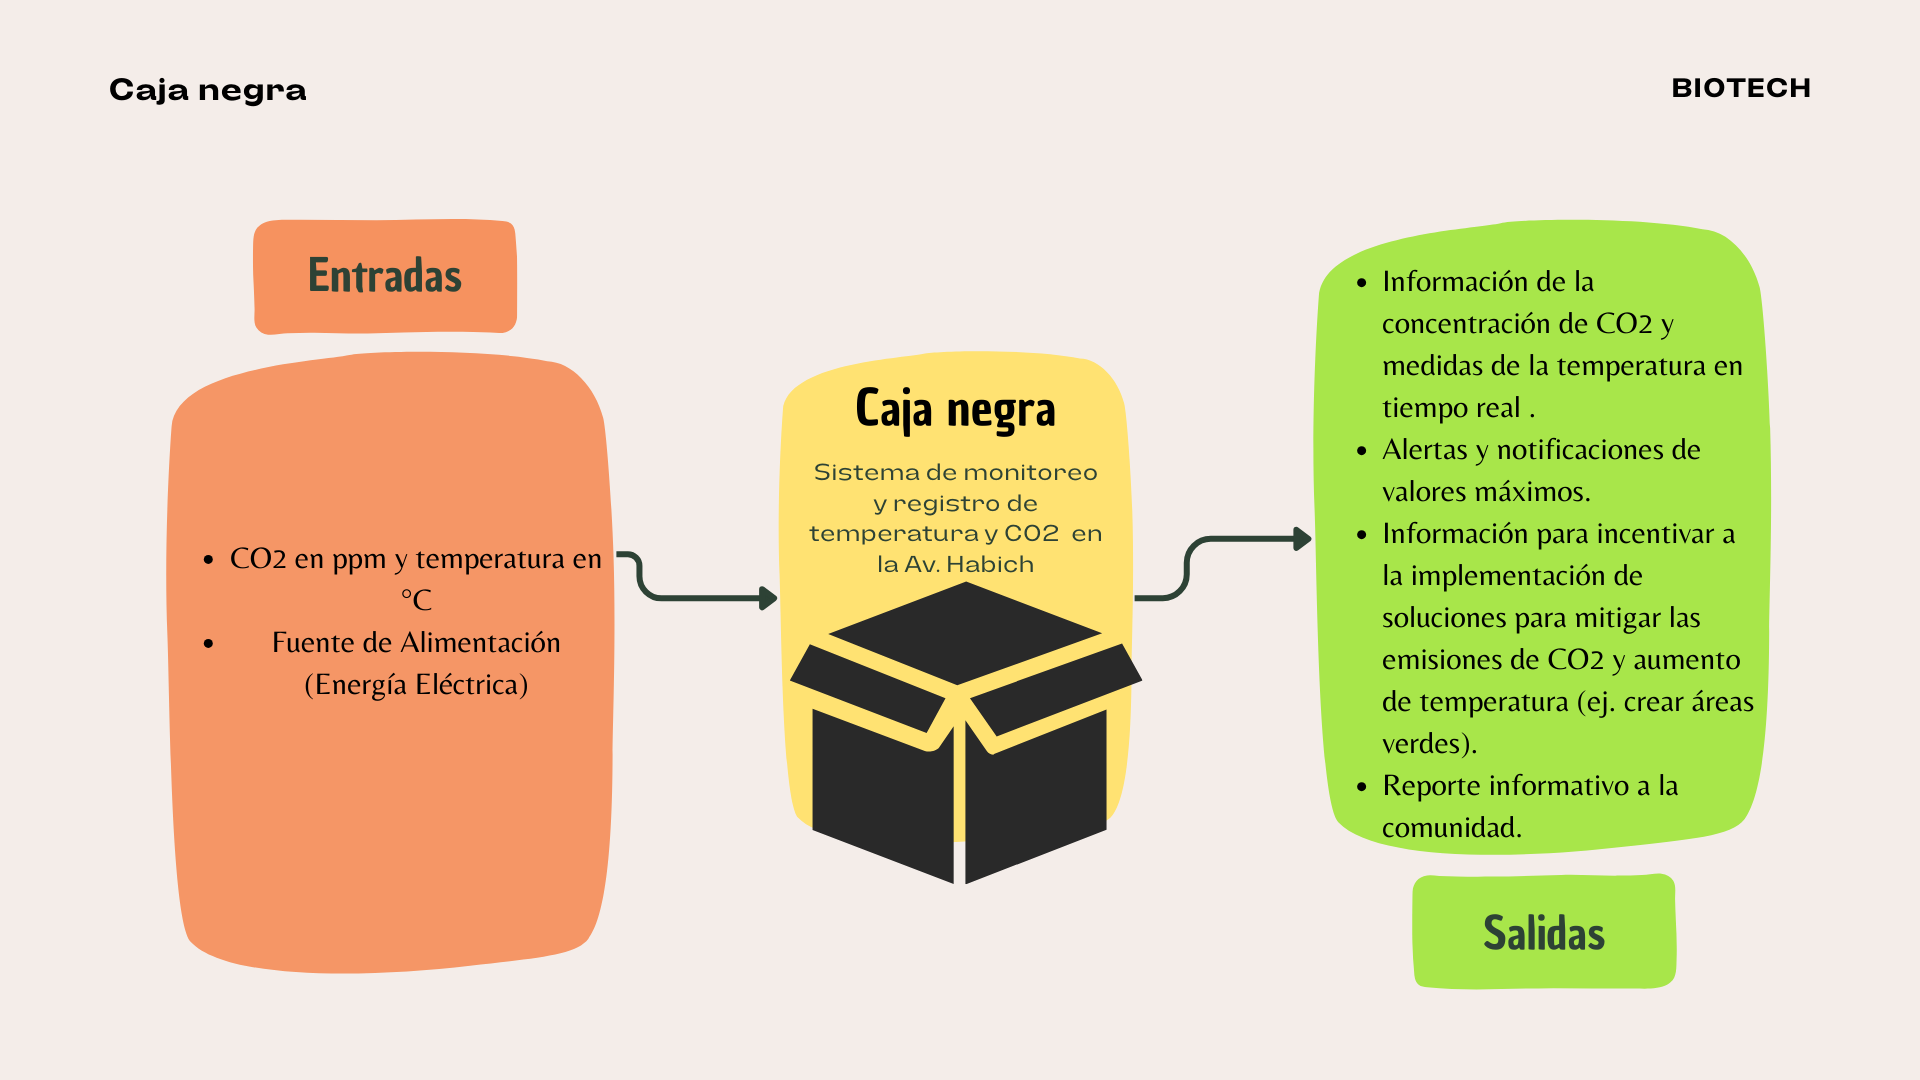 Caja negra
BIOTECH
Entradas
• CO2 en ppm y temperatura en
°C
• Fuente de Alimentación
(Energía Eléctrica)
Caja negra
Sistema de monitoreo
y registro de
temperatura y CO2 en
la Av. Habich
• Información de la
concentración de CO2 y
medidas de la temperatura en
tiempo real .
• Alertas y notificaciones de
valores máximos.
• Información para incentivar a
la implementación de
soluciones para mitigar las
emisiones de CO2 y aumento
de temperatura (ej. crear áreas
verdes).
• Reporte informativo a la
comunidad.
Salidas